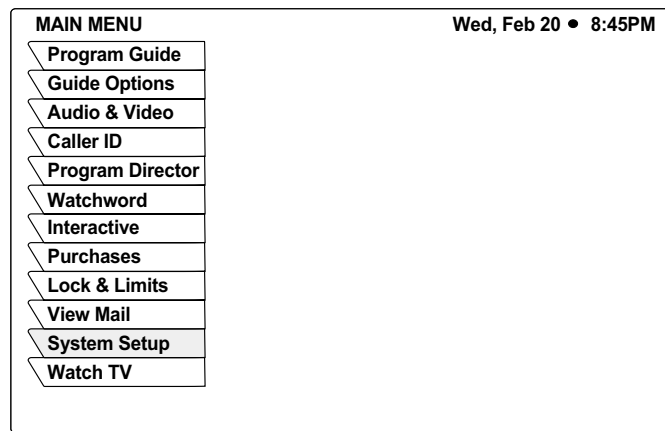 MAIN MENU Wed, Feb 20 ● 8:45PM
Program Guide
Guide Options
Audio & Video
Caller ID
Program Director
Watchword
Interactive
Purchases
Lock & Limits
View Mail
System Setup
Watch TV